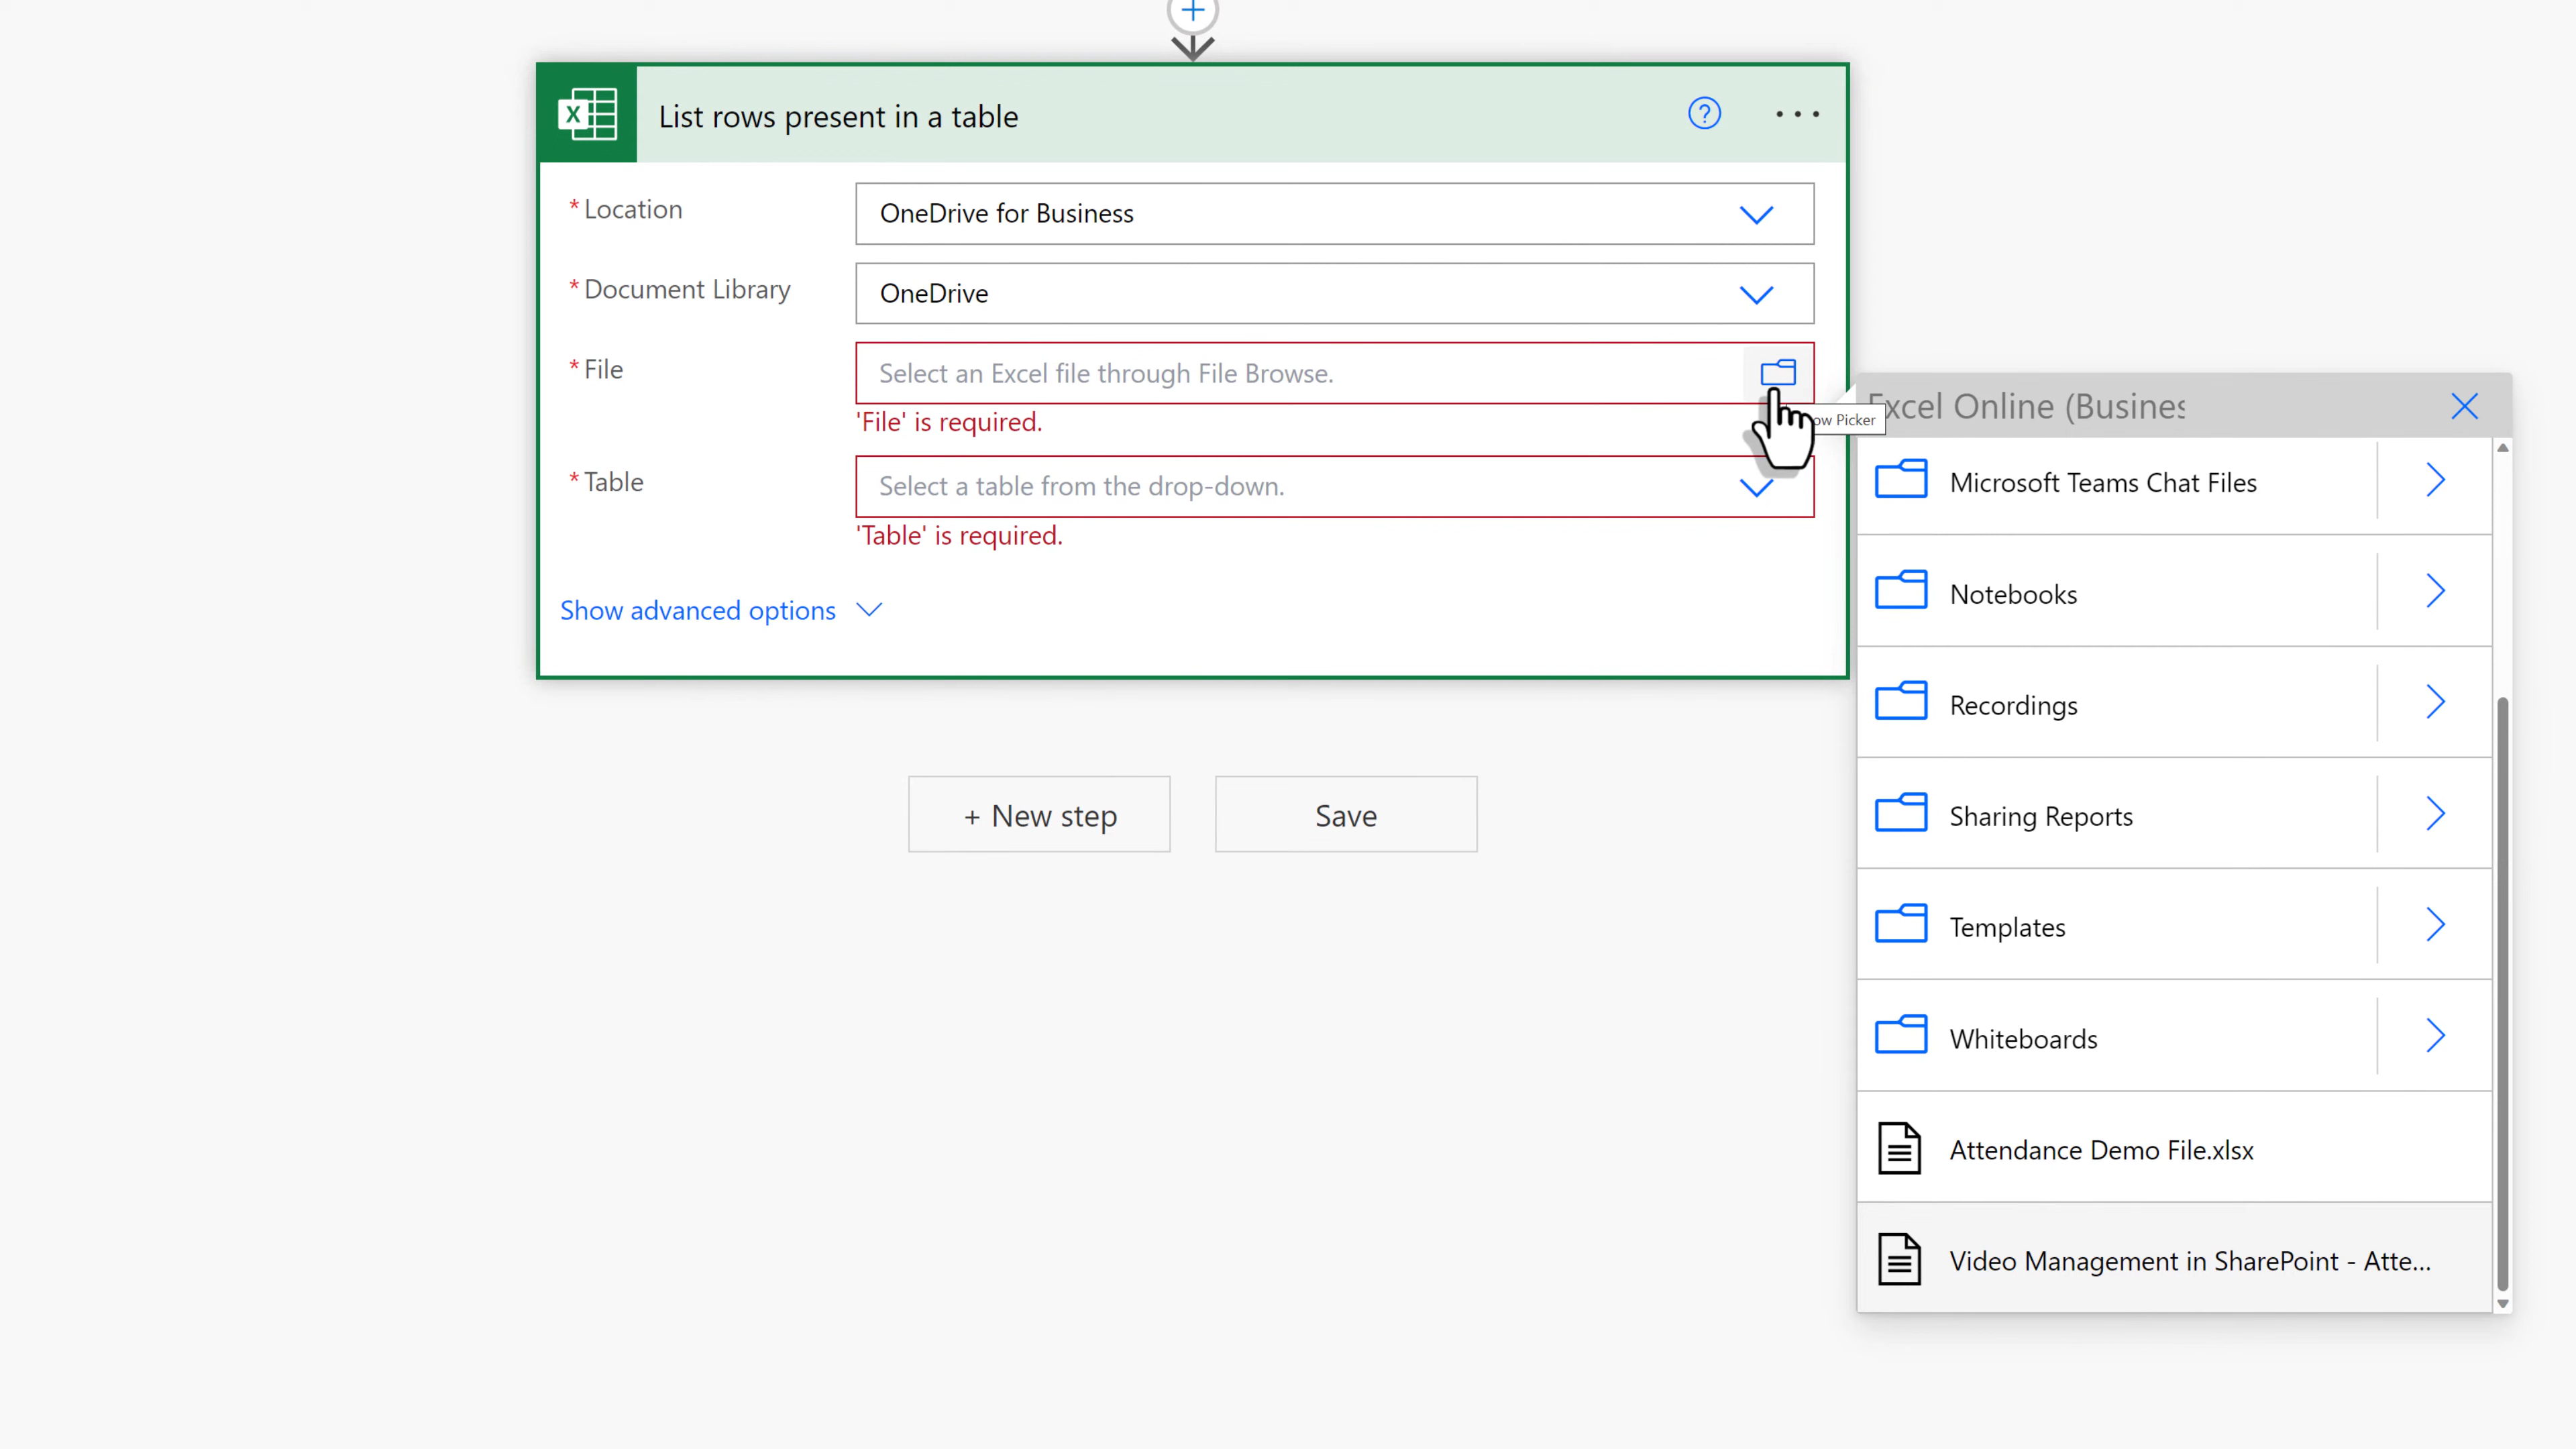 List rows present in a table
* Location
OneDrive for Business
* Document Library
OneDrive
* File
Select an Excel file through File Browse.
'File' is required.
* Table
Select a table from the drop-down.
'Table' is required.
Show advanced options
+ New step
Save
Picker
Excel Online (Busines
Microsoft Teams Chat Files
Notebooks
Recordings
Sharing Reports
Templates
Whiteboards
Attendance Demo File.xlsx
Video Management in SharePoint - Atte...